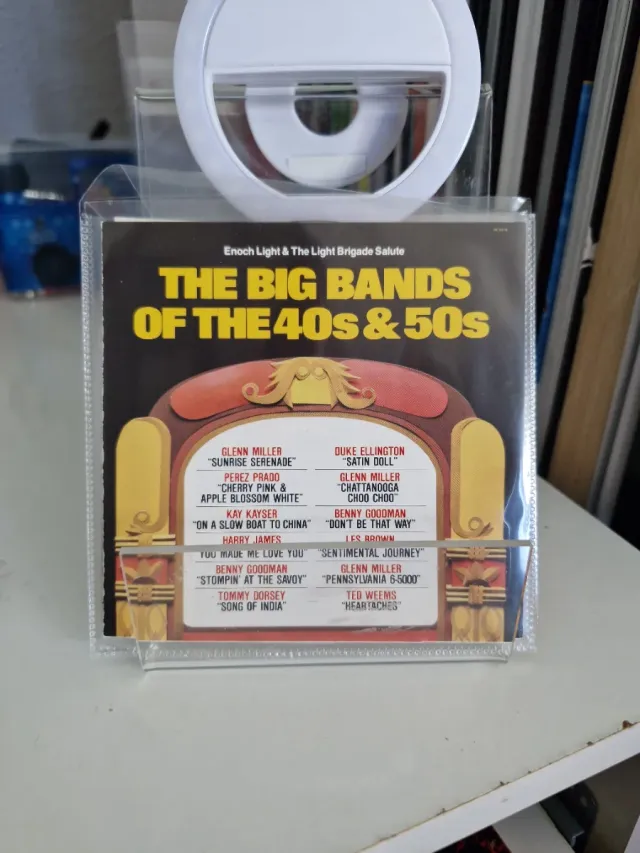 Enoch Light & The Light Brigade Salute
THE BIG BANDS
OF THE 40s & 50s
GLENN MILLER
"SUNRISE SERENADE"
PEREZ PRADO
"CHERRY PINK &
APPLE BLOSSOM WHITE"
KAY KAYSER
"ON A SLOW BOAT TO CHINA"
HARRY JAMES
YOU MADE ME LOVE YOU"
BENNY GOODMAN
"STOMPIN' AT THE SAVOY"
TOMMY DORSEY
"SONG OF INDIA"
DUKE ELLINGTON
"SATIN DOLL"
GLENN MILLER
"CHATTANOOGA
CHOO CHOO"
BENNY GOODMAN
"DON'T BE THAT WAY"
LES BROWN
"SENTIMENTAL JOURNEY"
GLENN MILLER
"PENNSYLVANIA 6-5000"
TED WEEMS
"HEARTACHES"